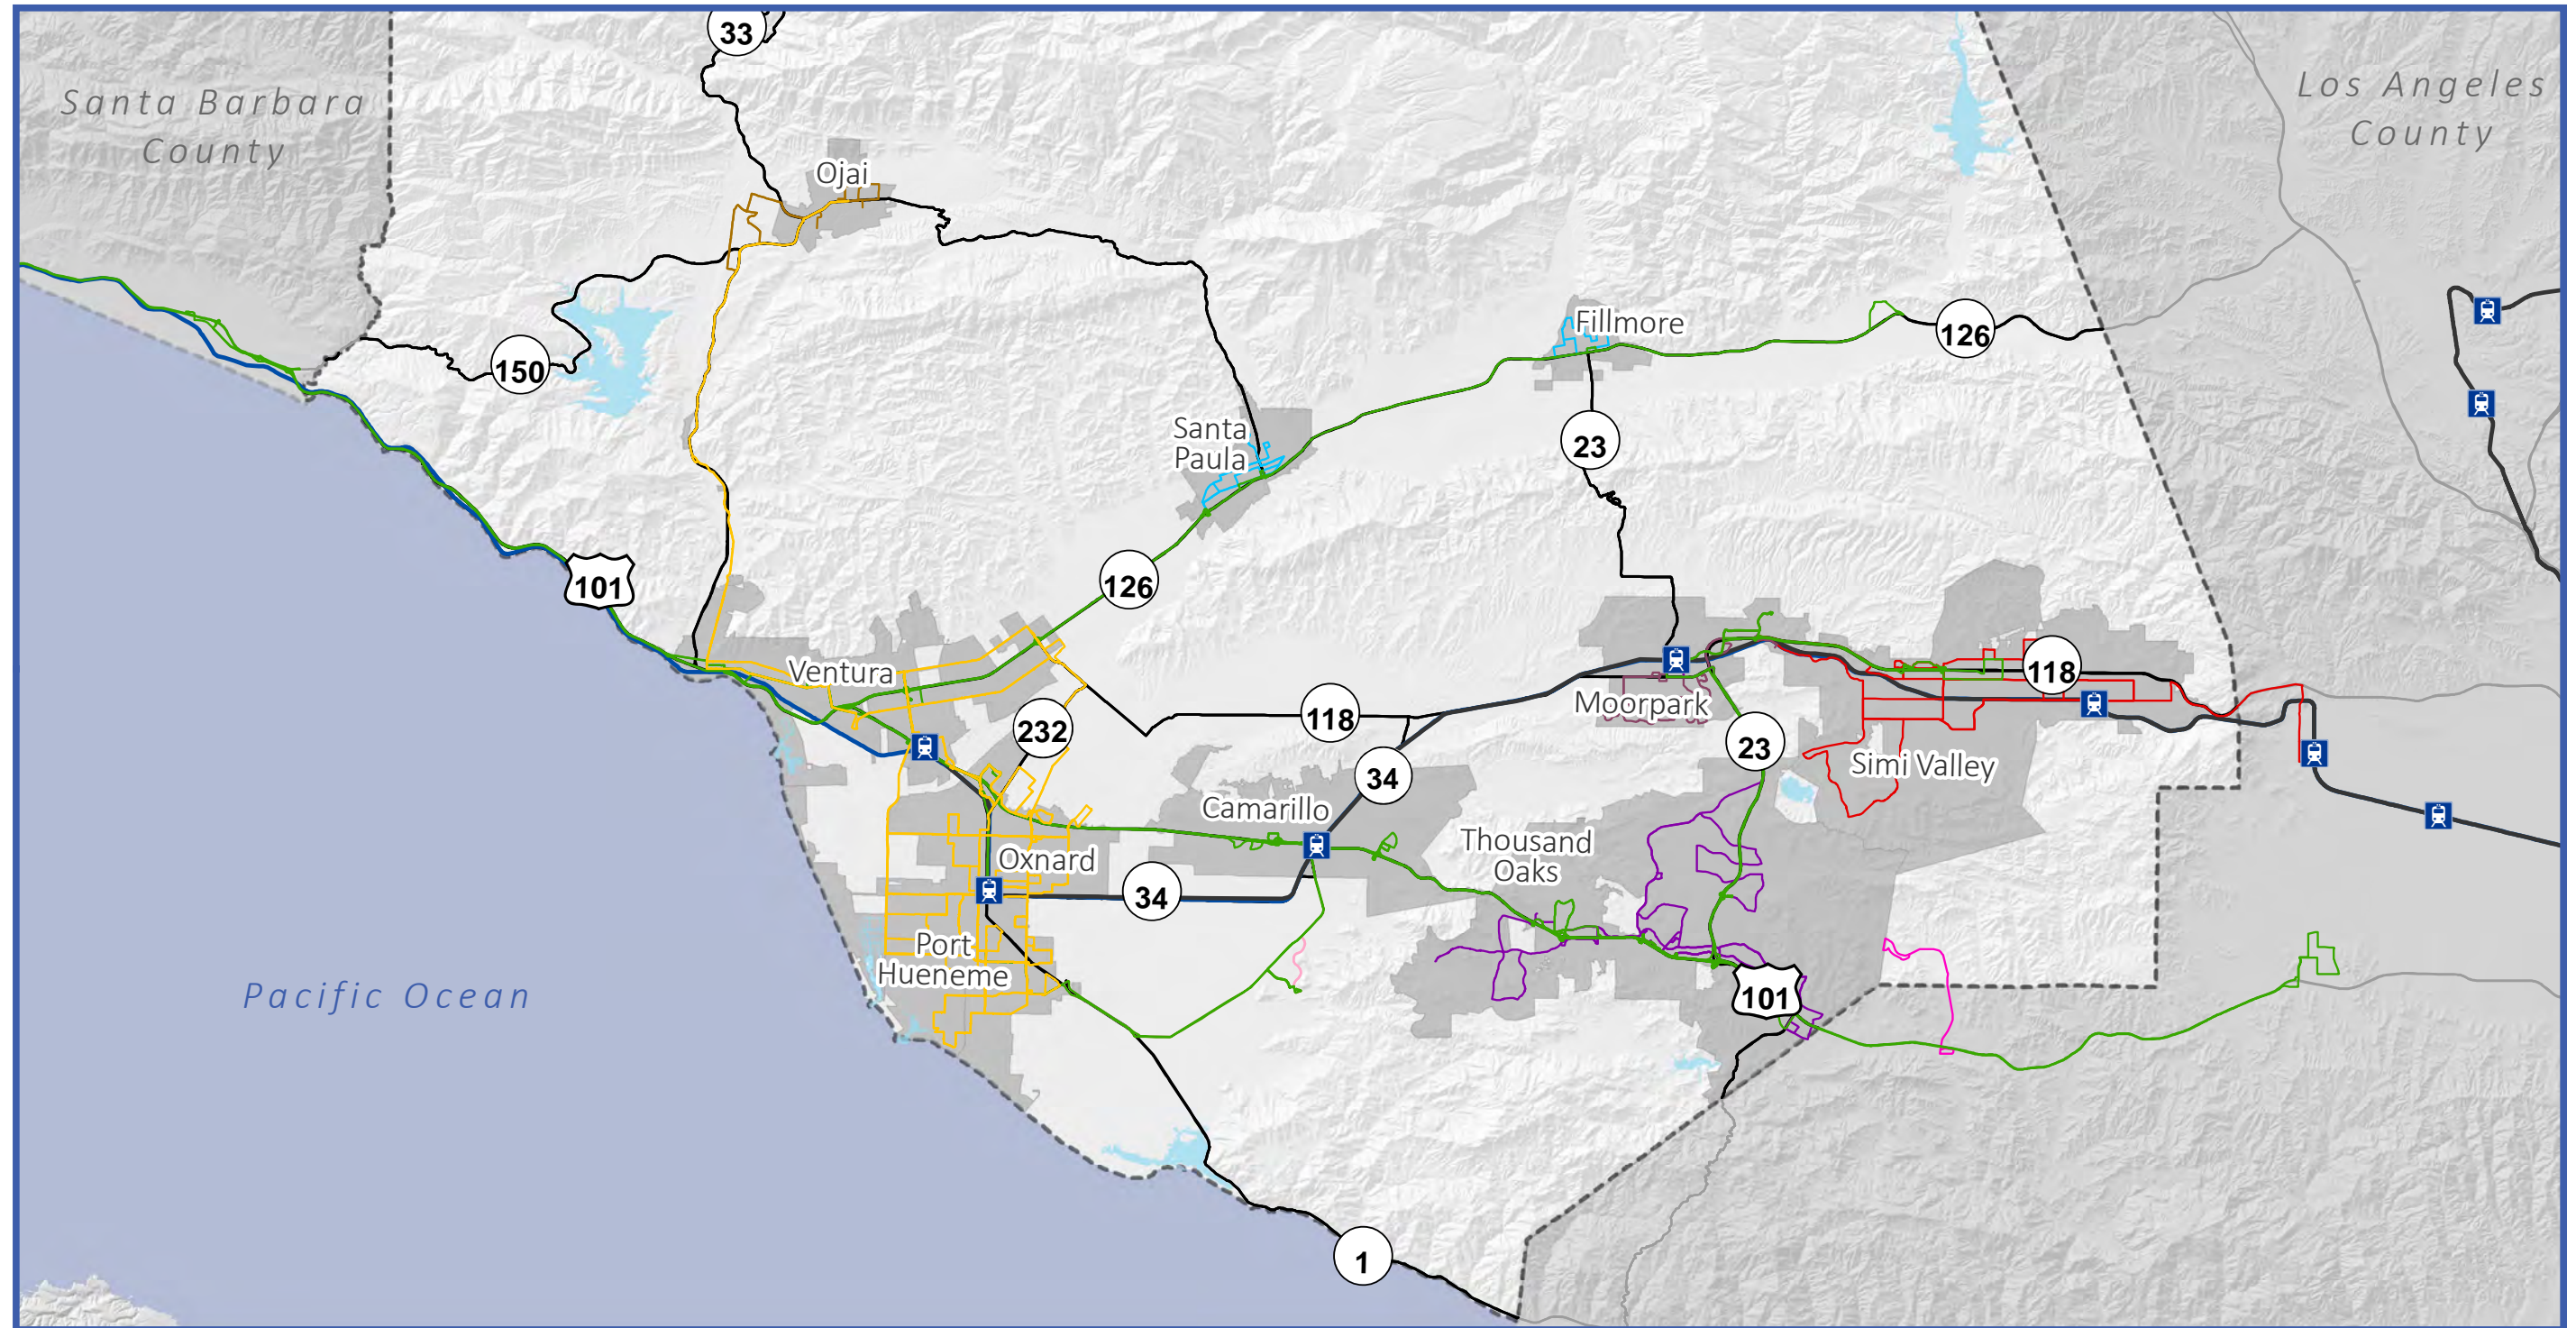 33
Santa Barbara
County
Los Angeles
County
Ojai
150
Fillmore
126
23
Santa
Paula
126
101
Ventura
232
118
Moorpark
118
23
34
Simi Valley
Camarillo
Thousand
Oaks
Oxnard
34
Port
Hueneme
101
Pacific Ocean
1